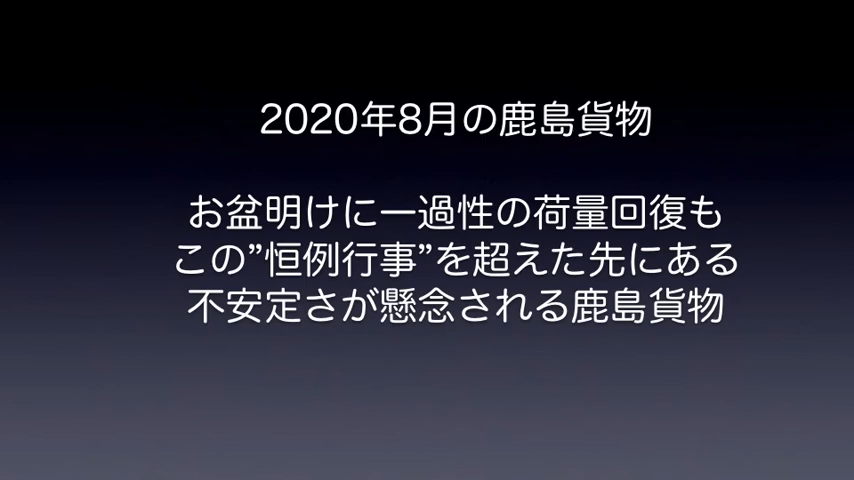 2020年8月の鹿島貨物
お盆明けに一過性の荷量回復も
この”恒例行事”を超えた先にある
不安定さが懸念される鹿島貨物